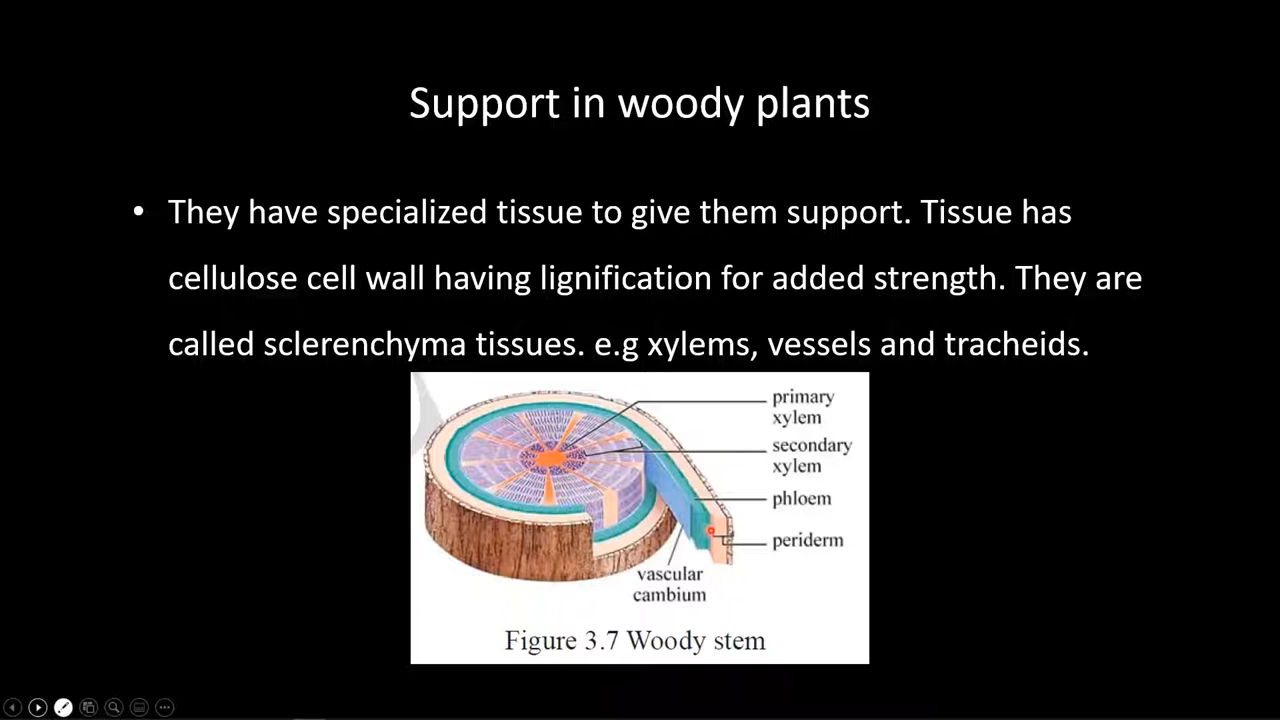 Support in woody plants
• They have specialized tissue to give them support. Tissue has
cellulose cell wall having lignification for added strength. They are
called sclerenchyma tissues. e.g xylems, vessels and tracheids.
primary
xylem
secondary
xylem
phloem
periderm
vascular
cambium
Figure 3.7 Woody stem